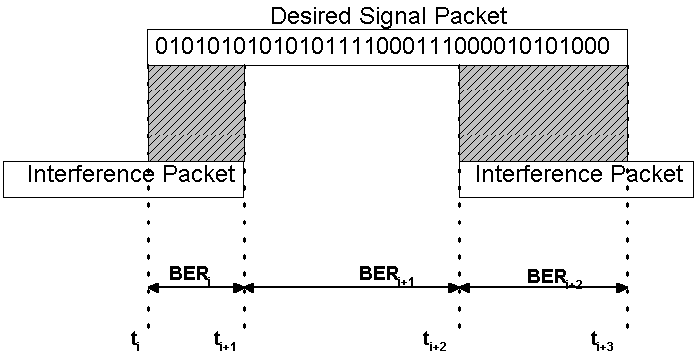 Desired Signal Packet
01010101010101111000111000010101000
Interference Packet Interference Packet
BERi BERi+1 BERi+2
ti ti+1 ti+2 ti+3